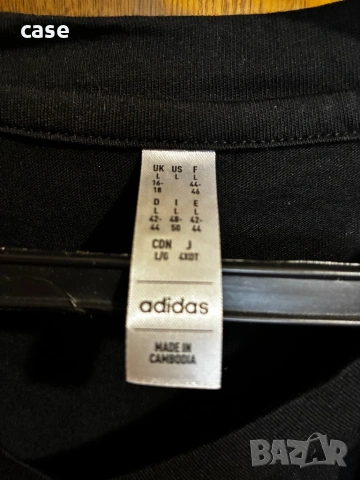 case
UK US F
L L L
16- 44-
18 46
D I E
L L L
42- 48- 42-
44 50 44
CDN J
L/G 4XOT
adidas
MADE IN
CAMBODIA
BAZAR